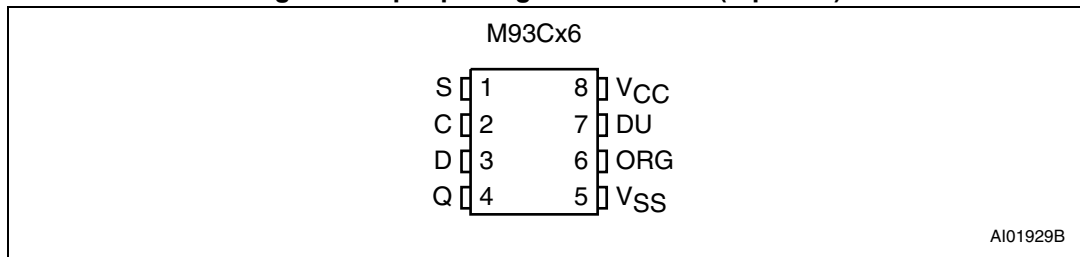 M93Cx6
S 1 8 VCC
C 2 7 DU
D 3 6 ORG
Q 4 5 VSS
AI01929B